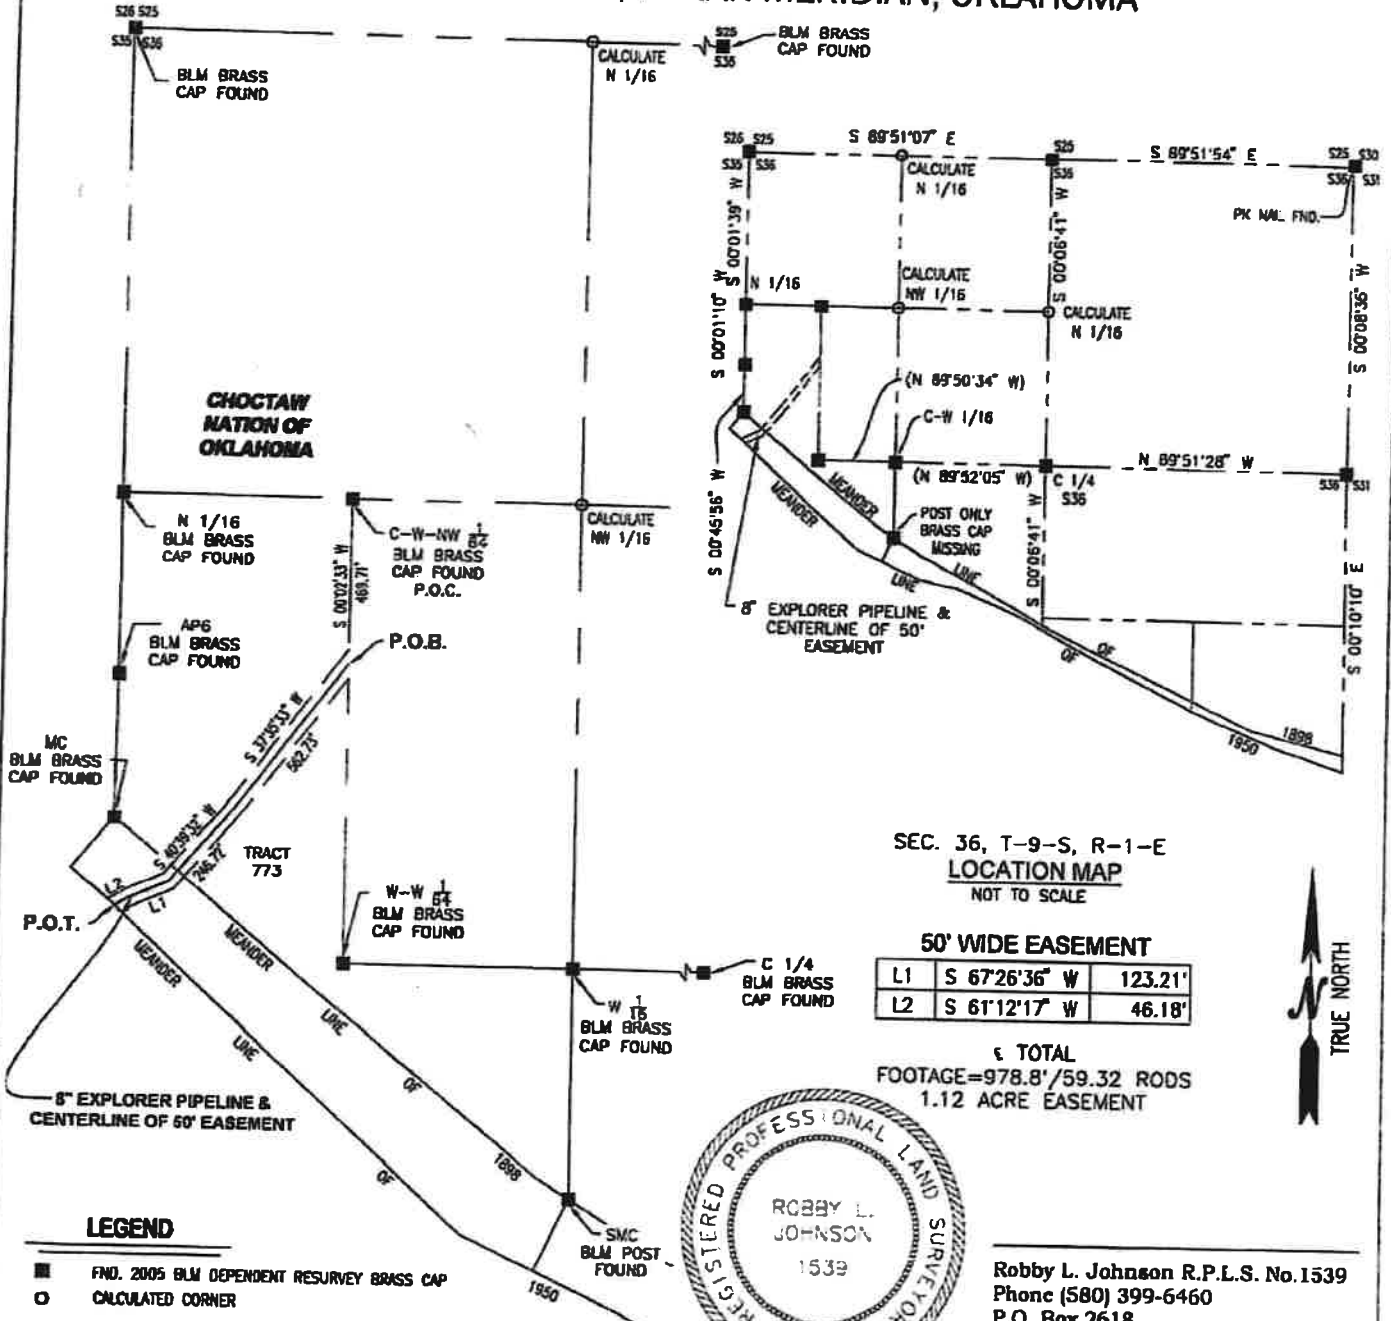 MERIDIAN, OKLAHOMA
S26 S25
S35 S36
BLM BRASS
CAP FOUND
CALCULATE
N 1/16
S25
S36
BLM BRASS
CAP FOUND
S26 S25
S35 S36
S 89°51'07" E
CALCULATE
N 1/16
S25
S36
S 89°51'54" E
S25 S30
S36 S31
PK NAIL FND.
S 00°01'39" W
S 00°06'41" W
S 00°08'36" W
N 1/16
CALCULATE
NW 1/16
CALCULATE
N 1/16
S 00°01'10" W
(N 89°50'34" W)
C-W 1/16
(N 89°52'05" W)
C 1/4
S36
N 89°51'28" W
S36 S31
S 00°45'56" W
MEANDER
MEANDER
LINE
LINE
OF
OF
1898
1950
POST ONLY
BRASS CAP
MISSING
S 00°06'41" W
S 00°10'10" E
8" EXPLORER PIPELINE &
CENTERLINE OF 50'
EASEMENT
CHOCTAW
NATION OF
OKLAHOMA
N 1/16
BLM BRASS
CAP FOUND
C-W-NW 1/64
BLM BRASS
CAP FOUND
P.O.C.
CALCULATE
NW 1/16
S 00°02'33" W
469.71'
AP6
BLM BRASS
CAP FOUND
P.O.B.
S 37°35'33" W
562.73'
MC
BLM BRASS
CAP FOUND
S 40°39'32" W
246.72'
TRACT
773
L2
L1
P.O.T.
W-W 1/64
BLM BRASS
CAP FOUND
C 1/4
BLM BRASS
CAP FOUND
W 1/16
BLM BRASS
CAP FOUND
MEANDER
MEANDER
LINE
LINE
OF
OF
1898
1950
8" EXPLORER PIPELINE &
CENTERLINE OF 50' EASEMENT
SMC
BLM POST
FOUND
SEC. 36, T-9-S, R-1-E
LOCATION MAP
NOT TO SCALE
50' WIDE EASEMENT
L1 S 67°26'36" W 123.21'
L2 S 61°12'17" W 46.18'
℄ TOTAL
FOOTAGE=978.8'/59.32 RODS
1.12 ACRE EASEMENT
N
TRUE NORTH
REGISTERED PROFESSIONAL LAND SURVEYOR
ROBBY L.
JOHNSON
1539
LEGEND
FND. 2005 BLM DEPENDENT RESURVEY BRASS CAP
CALCULATED CORNER
Robby L. Johnson R.P.L.S. No.1539
Phone (580) 399-6460
P.O. Box 2618